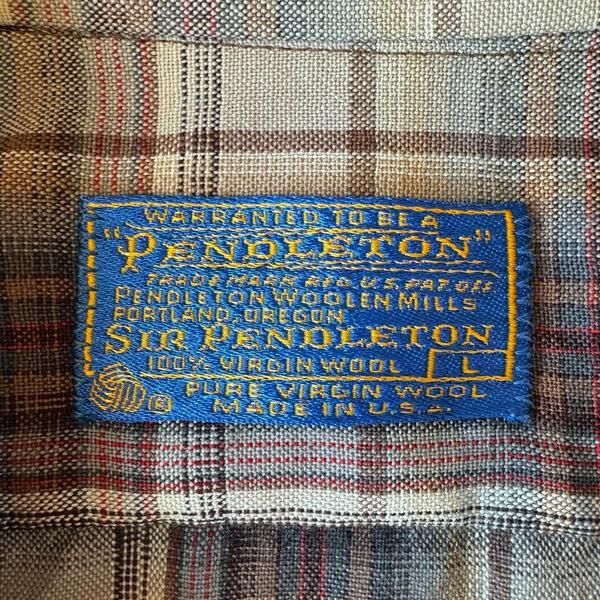 WARRANTED TO BE A
"PENDLETON"
TRADE MARK REG. U.S. PAT. OFF
PENDLETON WOOLEN MILLS
PORTLAND, OREGON
SIR PENDLETON
100% VIRGIN WOOL L
® PURE VIRGIN WOOL
MADE IN U.S.A.